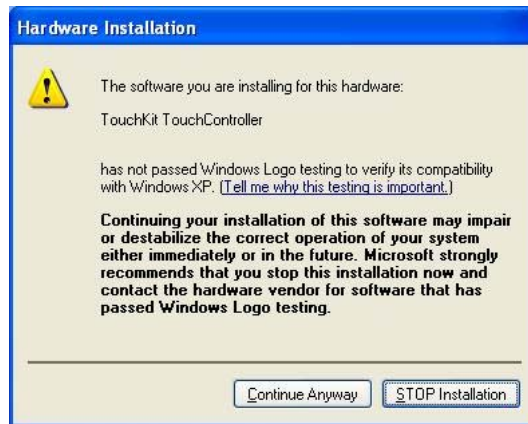 Hardware Installation
The software you are installing for this hardware:
TouchKit TouchController
has not passed Windows Logo testing to verify its compatibility
with Windows XP. (Tell me why this testing is important.)
Continuing your installation of this software may impair
or destabilize the correct operation of your system
either immediately or in the future. Microsoft strongly
recommends that you stop this installation now and
contact the hardware vendor for software that has
passed Windows Logo testing.
Continue Anyway STOP Installation